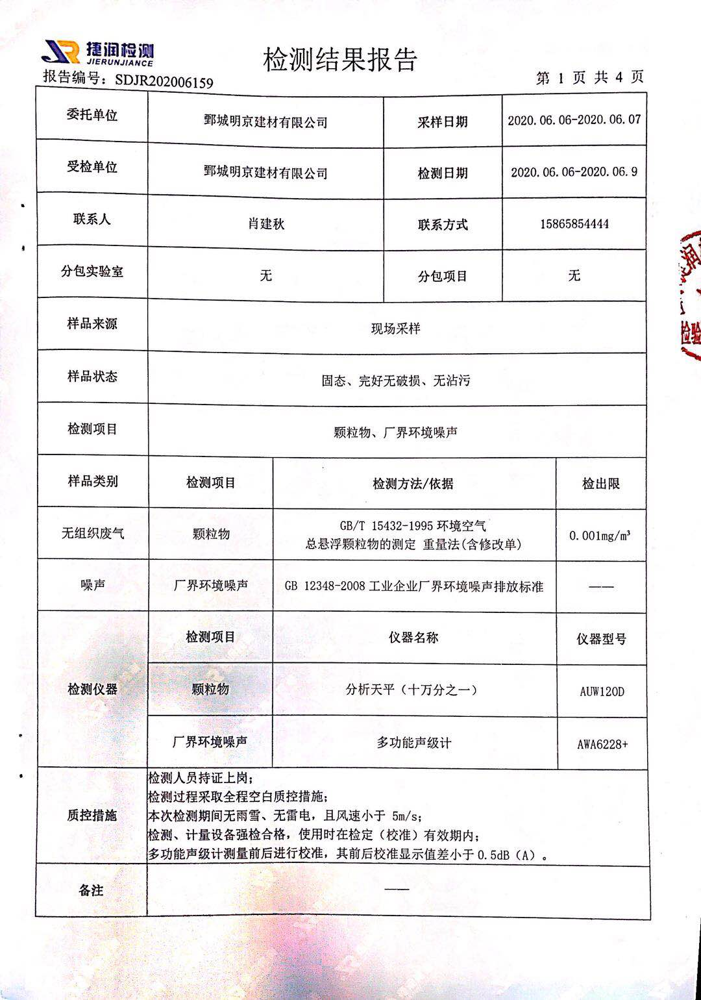 捷润检测
JIERUNJIANCE
检测结果报告
报告编号：SDJR202006159
第 1 页 共 4 页
委托单位 鄄城明京建材有限公司 采样日期 2020.06.06-2020.06.07
受检单位 鄄城明京建材有限公司 检测日期 2020.06.06-2020.06.9
联系人 肖建秋 联系方式 15865854444
分包实验室 无 分包项目 无
样品来源 现场采样
样品状态 固态、完好无破损、无沾污
检测项目 颗粒物、厂界环境噪声
样品类别 检测项目 检测方法/依据 检出限
无组织废气 颗粒物 GB/T 15432-1995 环境空气
总悬浮颗粒物的测定 重量法(含修改单) 0.001mg/m³
噪声 厂界环境噪声 GB 12348-2008 工业企业厂界环境噪声排放标准 ——
检测仪器 检测项目 仪器名称 仪器型号
颗粒物 分析天平（十万分之一） AUW120D
厂界环境噪声 多功能声级计 AWA6228+
质控措施
检测人员持证上岗；
检测过程采取全程空白质控措施；
本次检测期间无雨雪、无雷电，且风速小于 5m/s；
检测、计量设备强检合格，使用时在检定（校准）有效期内；
多功能声级计测量前后进行校准，其前后校准显示值差小于 0.5dB（A）。
备注 ——
润
检验